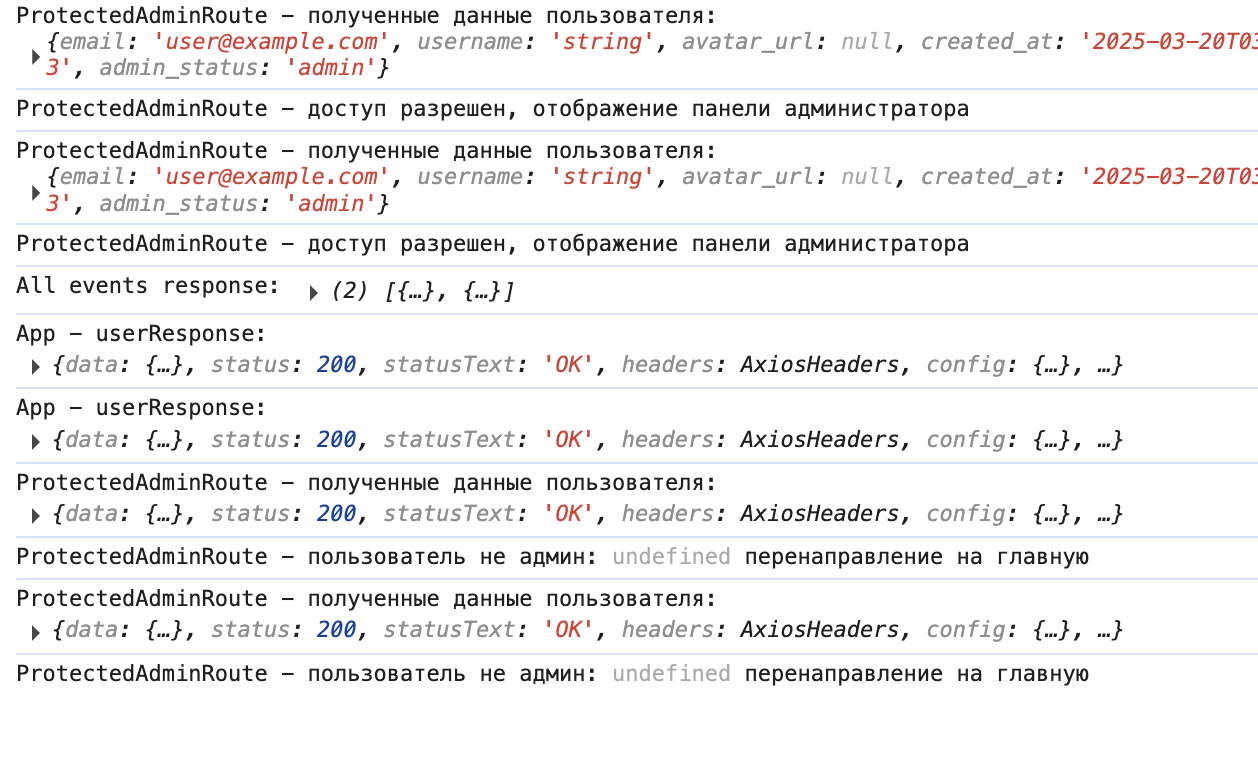 ProtectedAdminRoute – полученные данные пользователя:
{email: 'user@example.com', username: 'string', avatar_url: null, created_at: '2025-03-20T03
3', admin_status: 'admin'}
ProtectedAdminRoute – доступ разрешен, отображение панели администратора
ProtectedAdminRoute – полученные данные пользователя:
{email: 'user@example.com', username: 'string', avatar_url: null, created_at: '2025-03-20T03
3', admin_status: 'admin'}
ProtectedAdminRoute – доступ разрешен, отображение панели администратора
All events response: (2) [{…}, {…}]
App – userResponse:
{data: {…}, status: 200, statusText: 'OK', headers: AxiosHeaders, config: {…}, …}
App – userResponse:
{data: {…}, status: 200, statusText: 'OK', headers: AxiosHeaders, config: {…}, …}
ProtectedAdminRoute – полученные данные пользователя:
{data: {…}, status: 200, statusText: 'OK', headers: AxiosHeaders, config: {…}, …}
ProtectedAdminRoute – пользователь не админ: undefined перенаправление на главную
ProtectedAdminRoute – полученные данные пользователя:
{data: {…}, status: 200, statusText: 'OK', headers: AxiosHeaders, config: {…}, …}
ProtectedAdminRoute – пользователь не админ: undefined перенаправление на главную